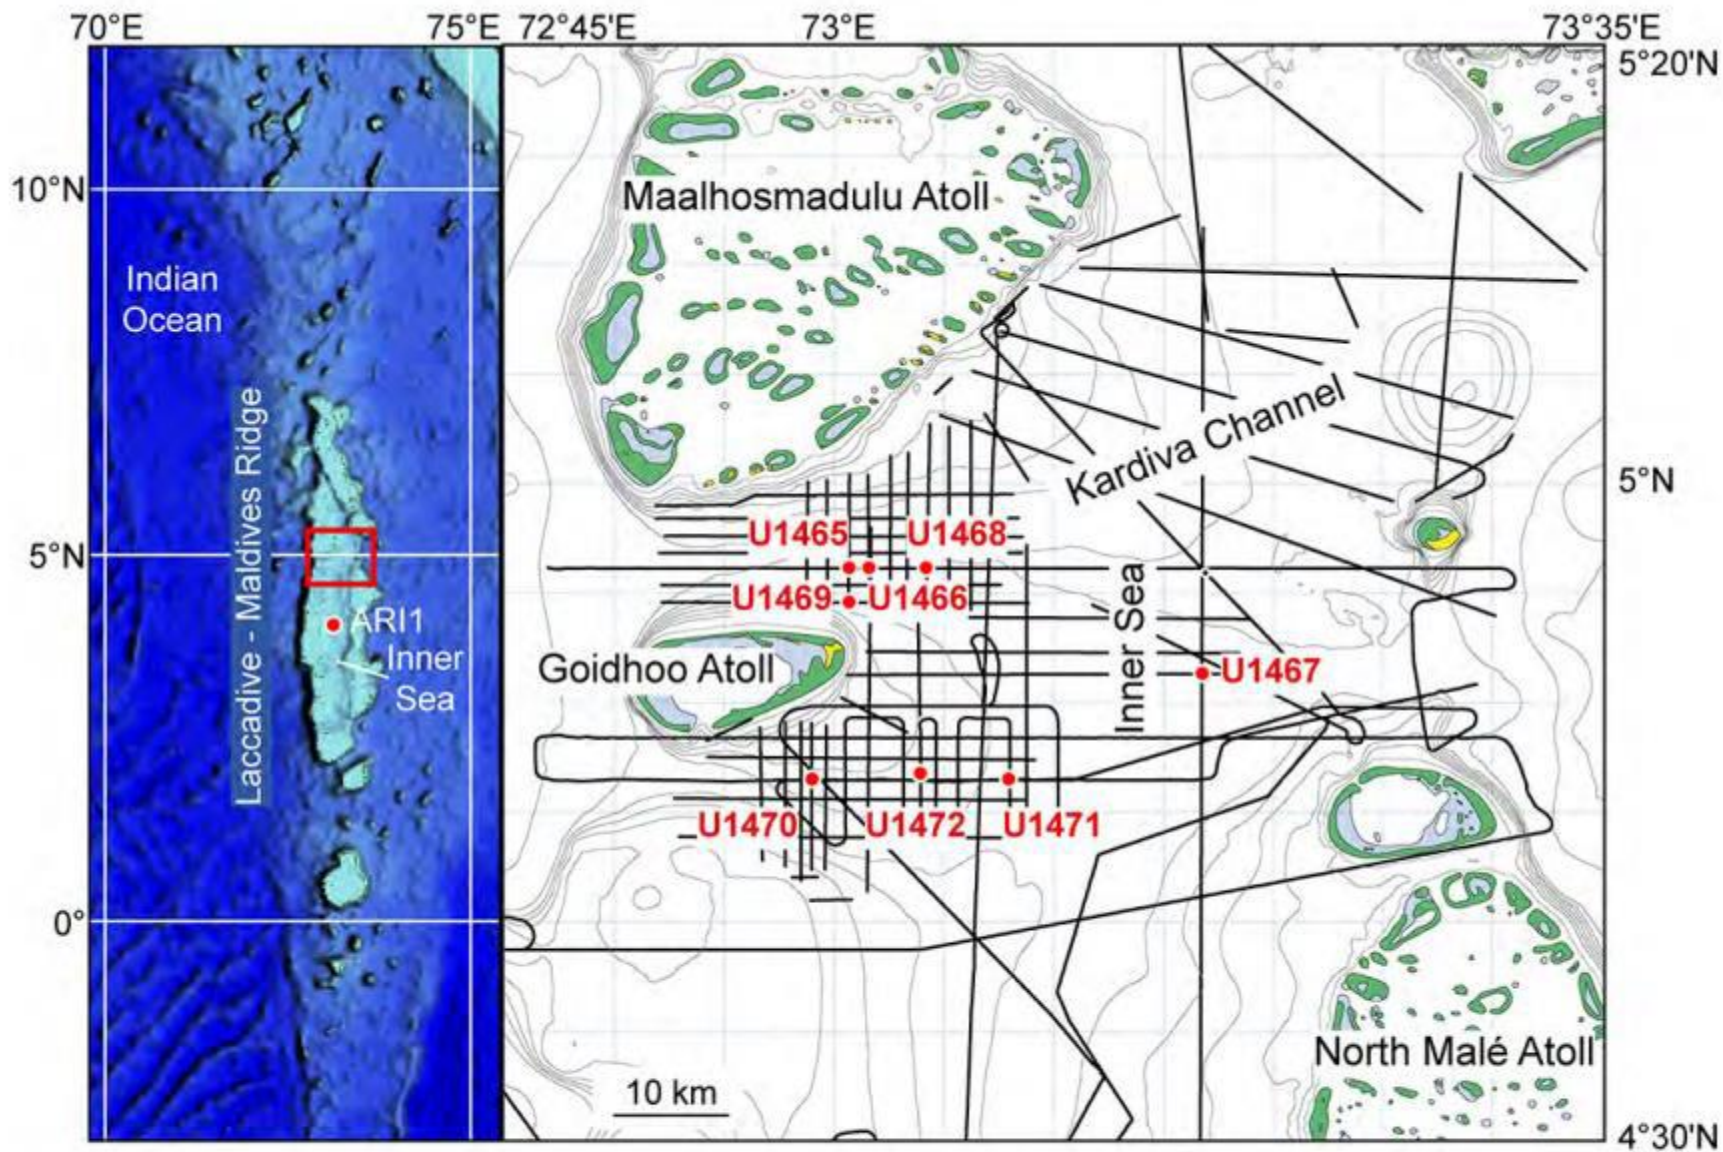 70°E
75°E
72°45'E
73°E
73°35'E
5°20'N
10°N
Maalhosmadulu Atoll
Indian
Ocean
Laccadive - Maldives Ridge
Kardiva Channel
5°N
5°N
U1465
U1468
U1469
U1466
ARI1
Inner
Sea
Goidhoo Atoll
Inner Sea
U1467
U1470
U1472
U1471
0°
North Malé Atoll
10 km
4°30'N